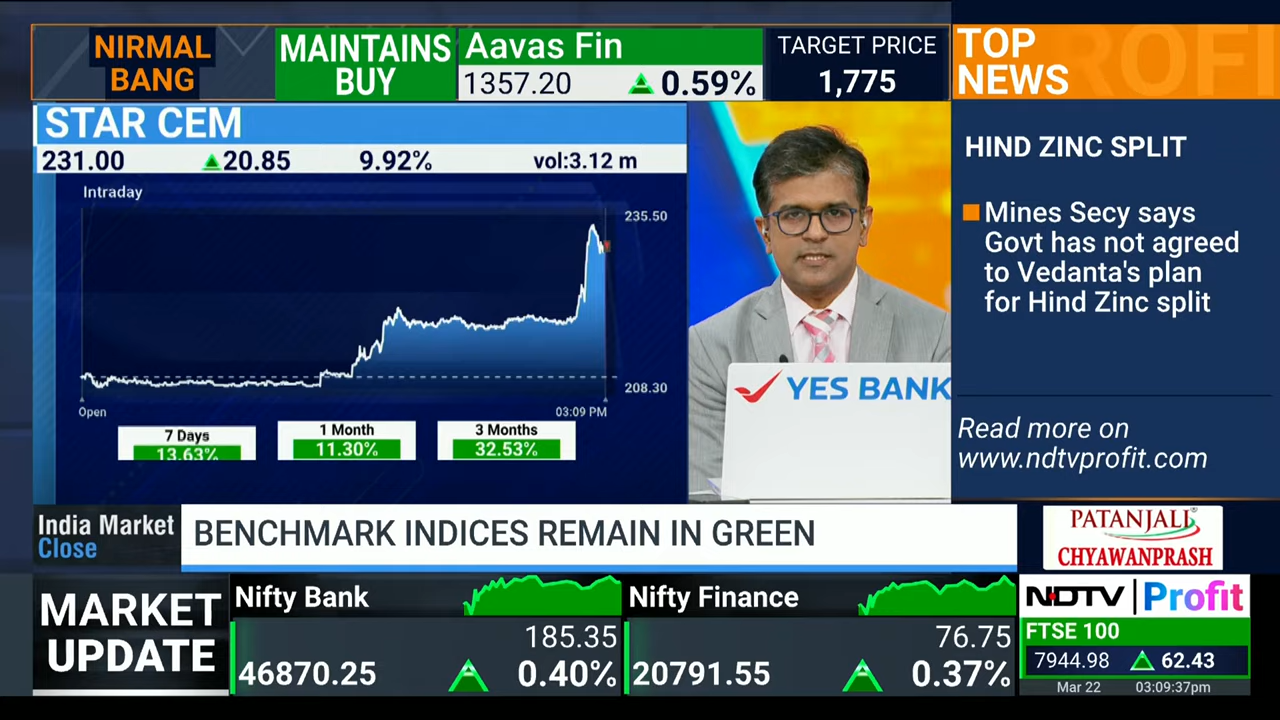 NIRMAL
BANG
MAINTAINS
BUY
Aavas Fin
1357.20 0.59%
TARGET PRICE
1,775
TOP
NEWS
STAR CEM
231.00 20.85 9.92% vol:3.12 m
Intraday
235.50
208.30
Open 03:09 PM
7 Days
13.63%
1 Month
11.30%
3 Months
32.53%
YES BANK
HIND ZINC SPLIT
Mines Secy says
Govt has not agreed
to Vedanta's plan
for Hind Zinc split
Read more on
www.ndtvprofit.com
India Market
Close
BENCHMARK INDICES REMAIN IN GREEN
PATANJALI
CHYAWANPRASH
MARKET
UPDATE
Nifty Bank
185.35
46870.25 0.40%
Nifty Finance
76.75
20791.55 0.37%
NDTV Profit
FTSE 100
7944.98 62.43
Mar 22 03:09:37pm